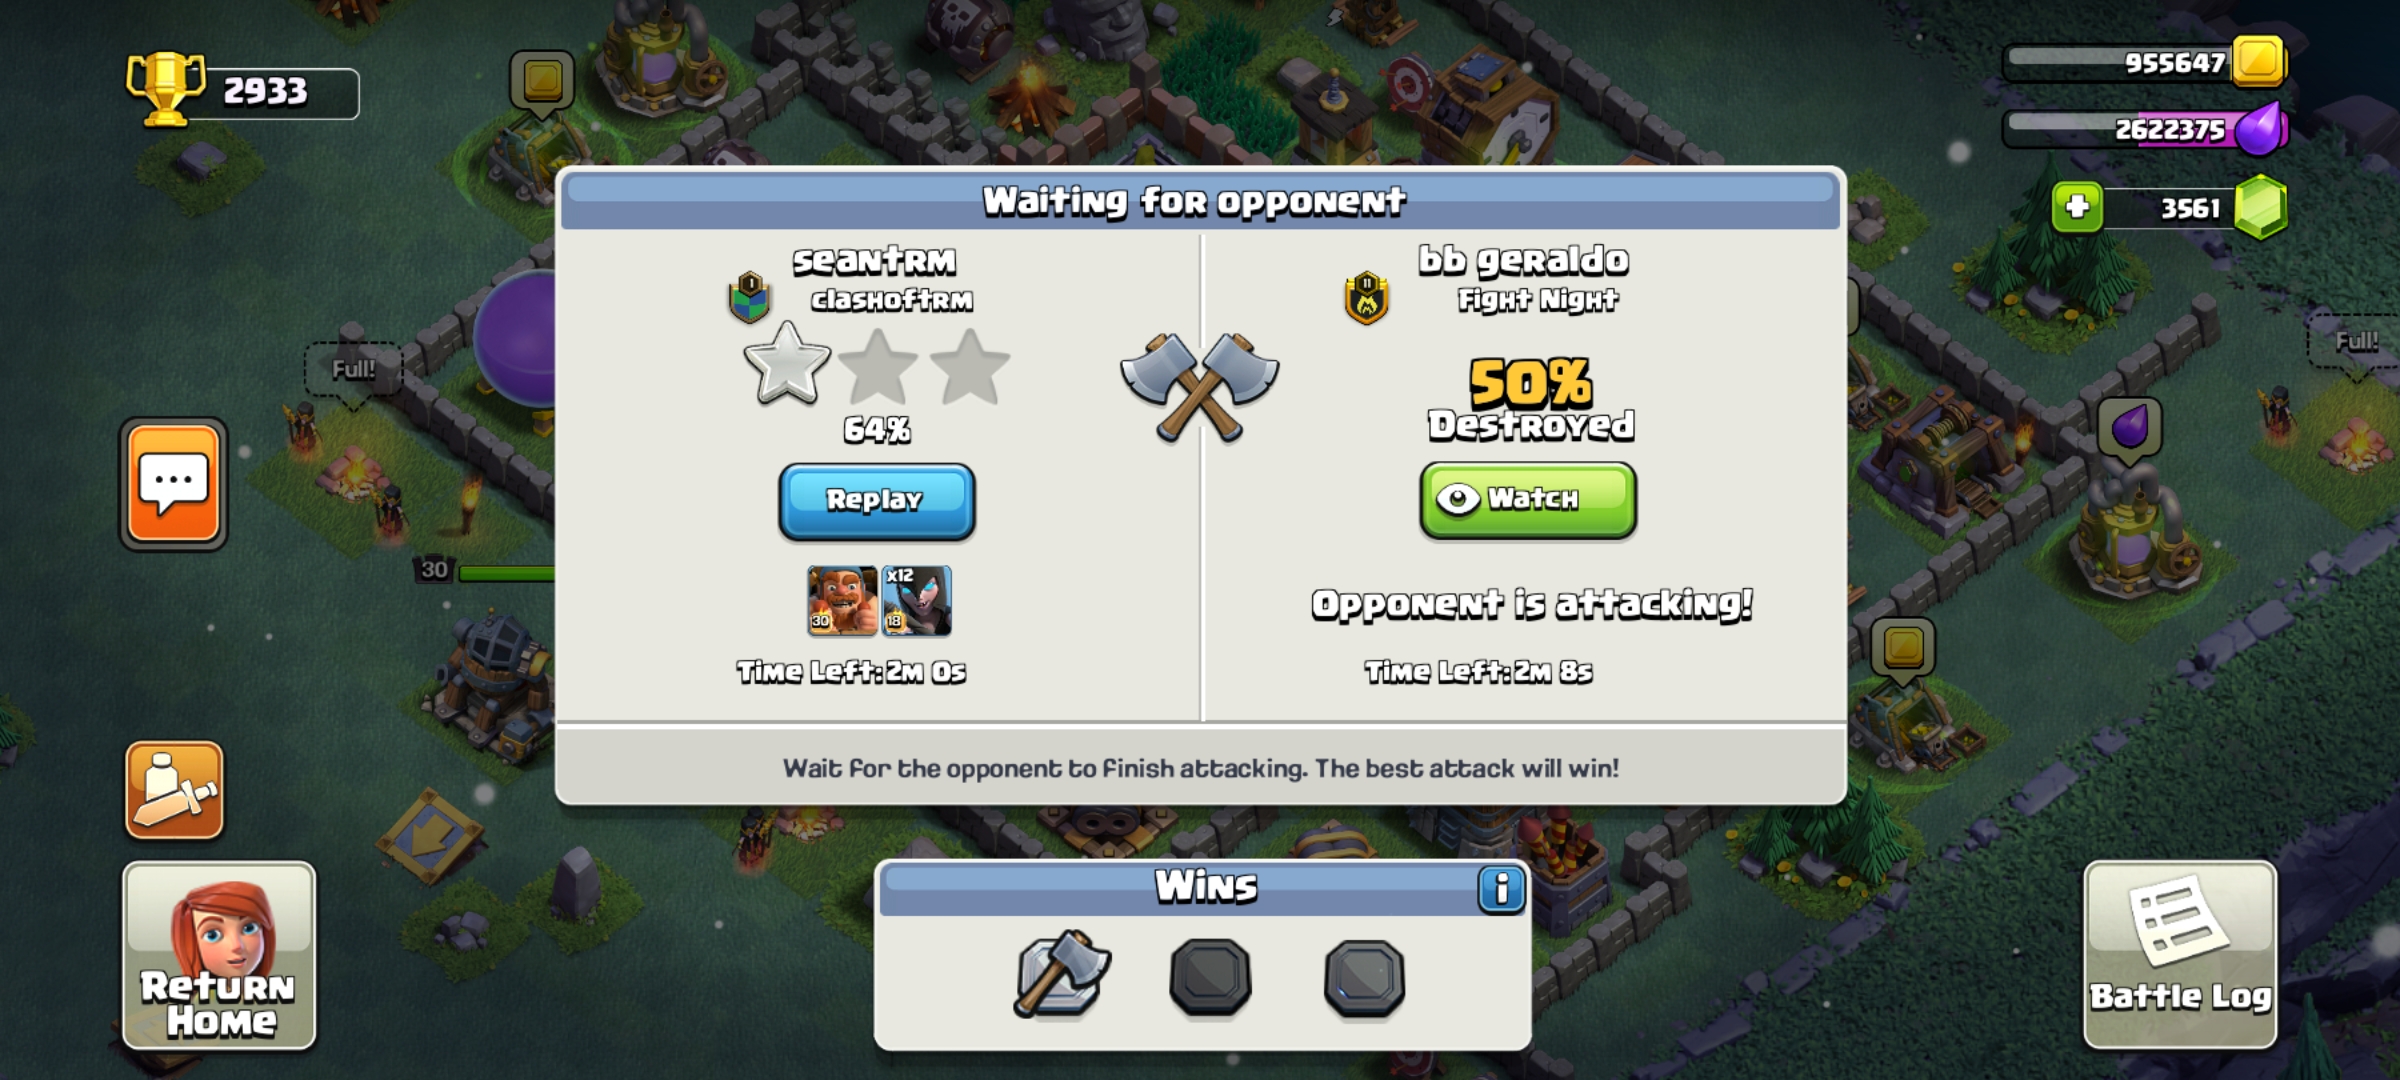 2933
955647
2622375
3561
Waiting for opponent
seantrm
1
clashoftrm
64%
Replay
30
x12
18
Time Left:2m 0s
bb geraldo
11
Fight Night
50%
Destroyed
Watch
Opponent is attacking!
Time Left:2m 8s
Wait for the opponent to finish attacking. The best attack will win!
Full!
Full!
30
Wins
i
Return
Home
Battle Log